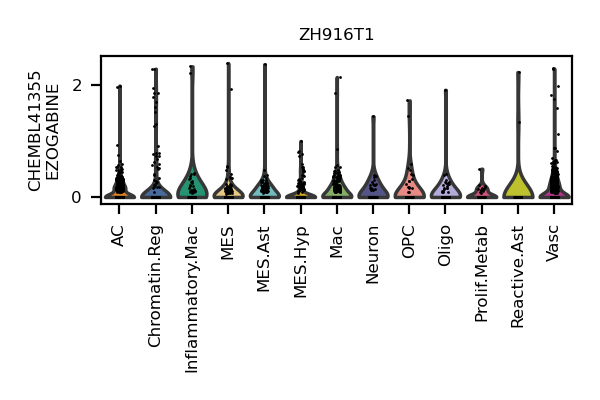 ZH916T1
CHEMBL41355
EZOGABINE
2
0
AC
Chromatin.Reg
Inflammatory.Mac
MES
MES.Ast
MES.Hyp
Mac
Neuron
OPC
Oligo
Prolif.Metab
Reactive.Ast
Vasc